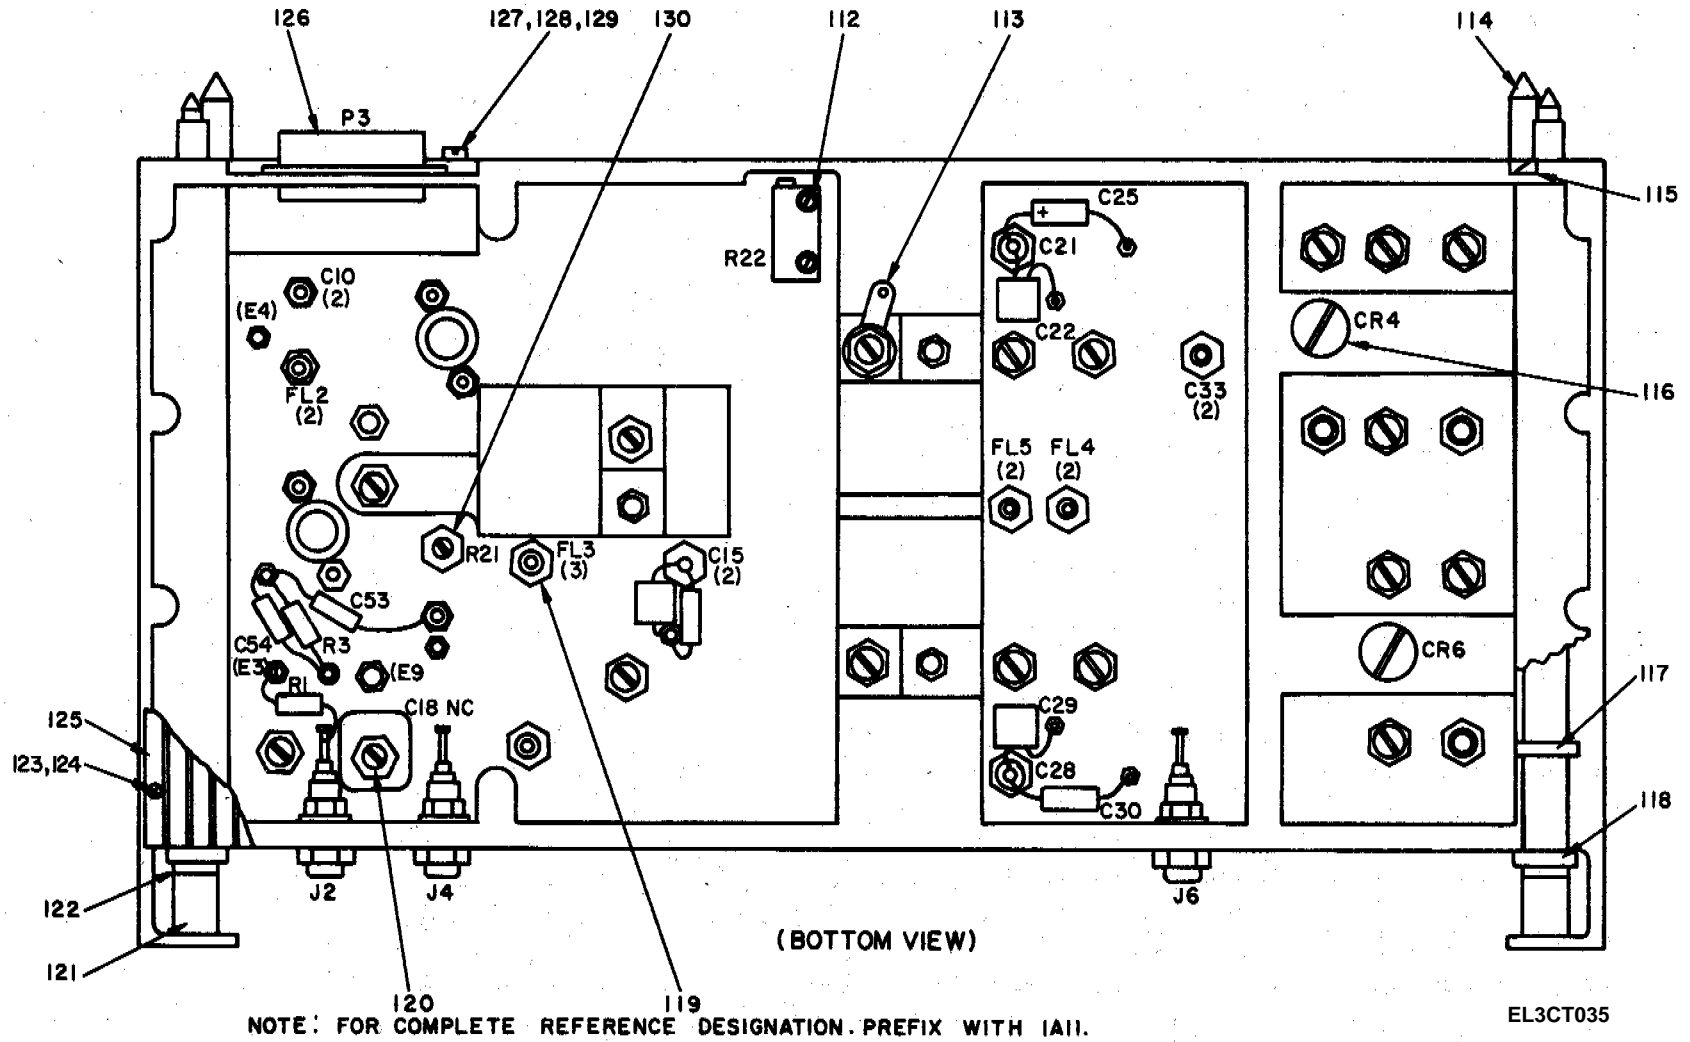 126
127,128,129
130
112
113
114
P3
115
C25
C21
R22
C10
(2)
(E4)
C22
CR4
FL2
(2)
C33
(2)
116
FL5
(2)
FL4
(2)
R21
FL3
(3)
C15
(2)
C53
C54
R3
(E3)
(E9
CR6
R1
117
C18 NC
C29
125
123,124
C28
C30
118
122
J2
J4
J6
121
(BOTTOM VIEW)
120
119
NOTE: FOR COMPLETE REFERENCE DESIGNATION. PREFIX WITH 1A11.
EL3CT035